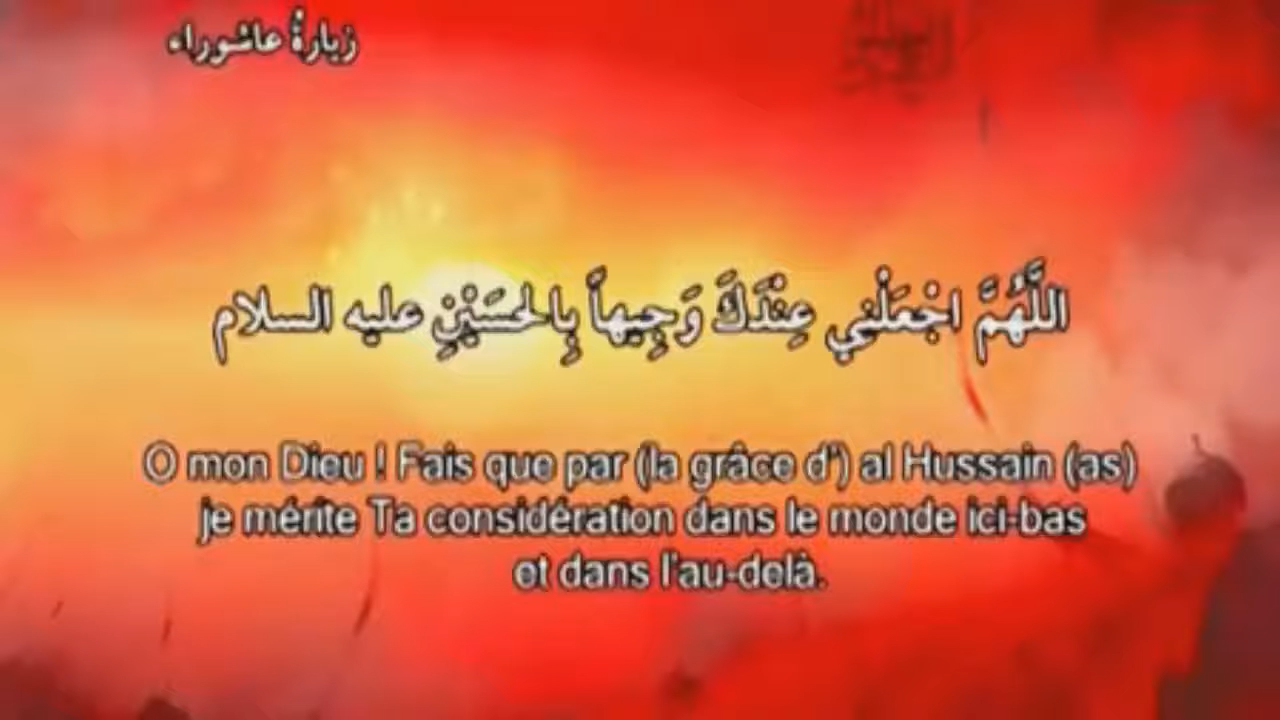 زيارة عاشوراء
اللَّهُمَّ اجْعَلْنِي عِنْدَكَ وَجِيهاً بِالحُسَيْنِ عليه السلام
O mon Dieu ! Fais que par (la grâce d') al Hussain (as)
je mérite Ta considération dans le monde ici-bas
et dans l'au-delà.